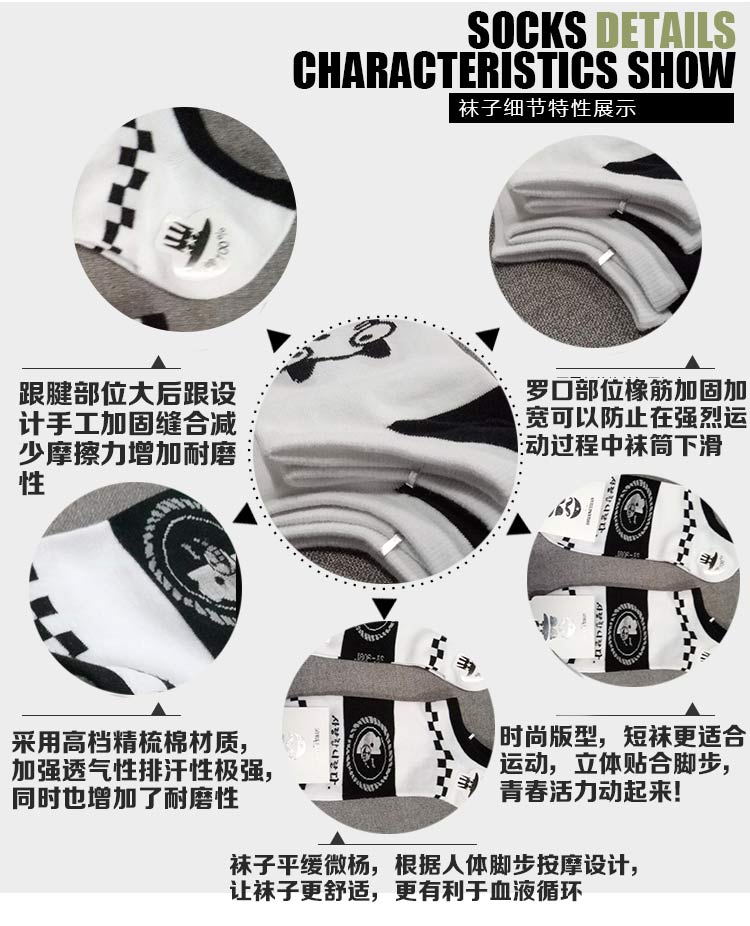 SOCKS DETAILS
CHARACTERISTICS SHOW
袜子细节特性展示
跟腱部位大后跟设
计手工加固缝合减
少摩擦力增加耐磨
性
罗口部位橡筋加固加
宽可以防止在强烈运
动过程中袜筒下滑
采用高档精梳棉材质，
加强透气性排汗性极强，
同时也增加了耐磨性
时尚版型，短袜更适合
运动，立体贴合脚步，
青春活力动起来！
袜子平缓微杨，根据人体脚步按摩设计，
让袜子更舒适，更有利于血液循环